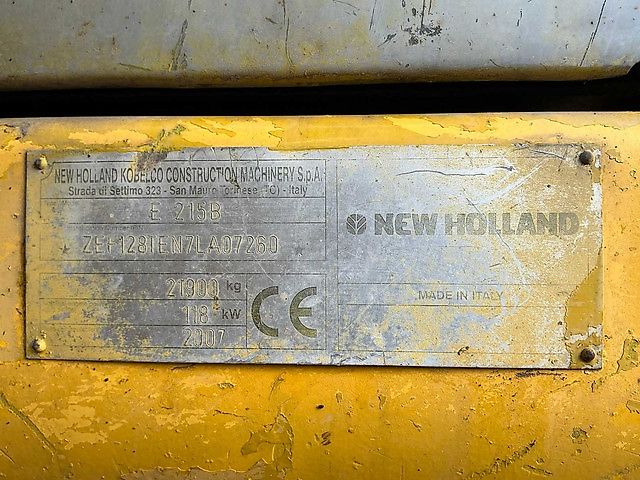 NEW HOLLAND KOBELCO CONSTRUCTION MACHINERY S.p.A.
Strada di Settimo 323 - San Mauro Torinese (TO) - Italy
E 215B
ZEF128IEN7LA07260
21900 kg
118 kW
2007
CE
NEW HOLLAND
MADE IN ITALY